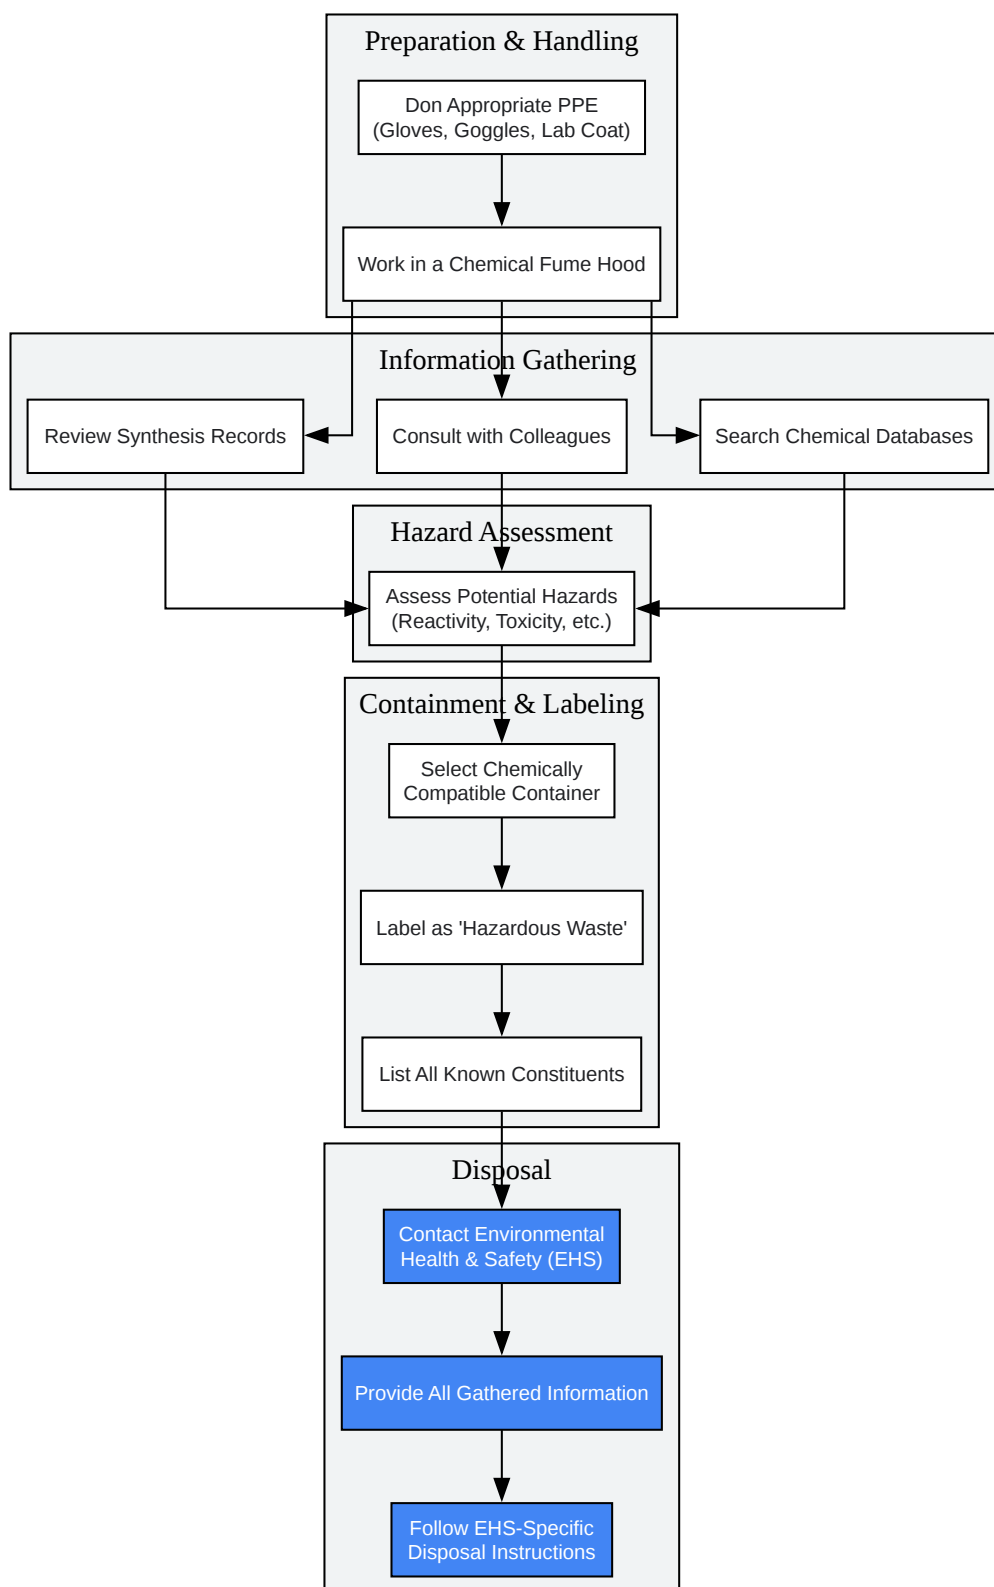 Preparation & Handling
Don Appropriate PPE
(Gloves, Goggles, Lab Coat)
Work in a Chemical Fume Hood
Information Gathering
Review Synthesis Records
Consult with Colleagues
Search Chemical Databases
Hazard Assessment
Assess Potential Hazards
(Reactivity, Toxicity, etc.)
Containment & Labeling
Select Chemically
Compatible Container
Label as 'Hazardous Waste'
List All Known Constituents
Disposal
Contact Environmental
Health & Safety (EHS)
Provide All Gathered Information
Follow EHS-Specific
Disposal Instructions